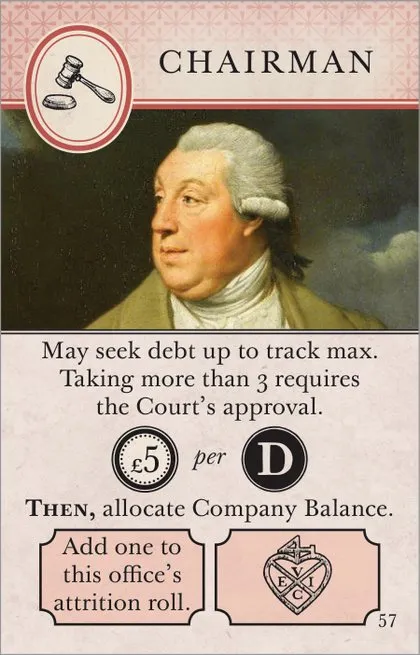 CHAIRMAN
May seek debt up to track max.
Taking more than 3 requires
the Court's approval.
£5 per D
THEN, allocate Company Balance.
Add one to
this office's
attrition roll.
V
E I
C
57